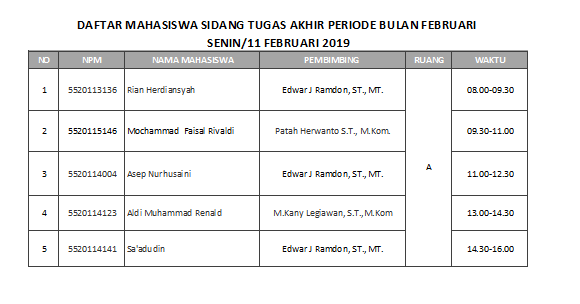 DAFTAR MAHASISWA SIDANG TUGAS AKHIR PERIODE BULAN FEBRUARI
SENIN/11 FEBRUARI 2019
NO NPM NAMA MAHASISWA PEMBIMBING RUANG WAKTU
1 5520113136 Rian Herdiansyah Edwar J Ramdon, ST., MT. 08.00-09.30
2 5520115146 Mochammad Faisal Rivaldi Patah Herwanto S.T., M.Kom. 09.30-11.00
3 5520114004 Asep Nurhusaini Edwar J Ramdon, ST., MT. A 11.00-12.30
4 5520114123 Aldi Muhammad Renald M.Kany Legiawan, S.T., M.Kom 13.00-14.30
5 5520114141 Sa'adudin Edwar J Ramdon, ST., MT. 14.30-16.00